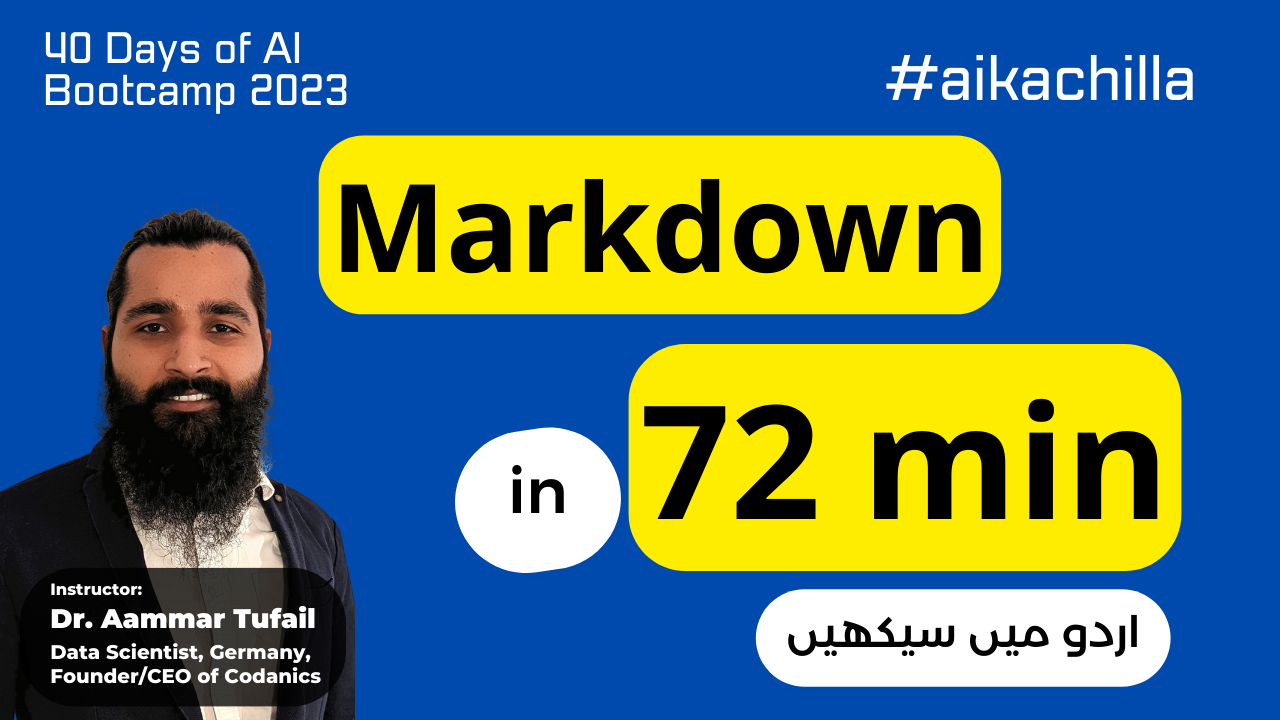 40 Days of AI
Bootcamp 2023
#aikachilla
Markdown
in
72 min
اردو میں سیکھیں
Instructor:
Dr. Aammar Tufail
Data Scientist, Germany,
Founder/CEO of Codanics